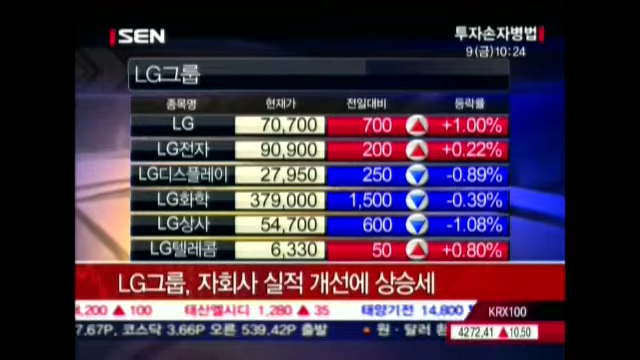 SEN
투자손자병법
9(금)10:24
LG그룹
종목명 현재가 전일대비 등락률
LG 70,700 700 ▲ +1.00%
LG전자 90,900 200 ▲ +0.22%
LG디스플레이 27,950 250 ▼ -0.89%
LG화학 379,000 1,500 ▼ -0.39%
LG상사 54,700 600 ▼ -1.08%
LG텔레콤 6,330 50 ▲ +0.80%
LG그룹, 자회사 실적 개선에 상승세
4,200 ▲ 100 태산엘시디 1,280 ▲ 35 태양기전 14,800
KRX100
7.67P, 코스닥 3.66P 오른 539.42P 출발 ▪ 원·달러 환
4272,41 ▲10,50